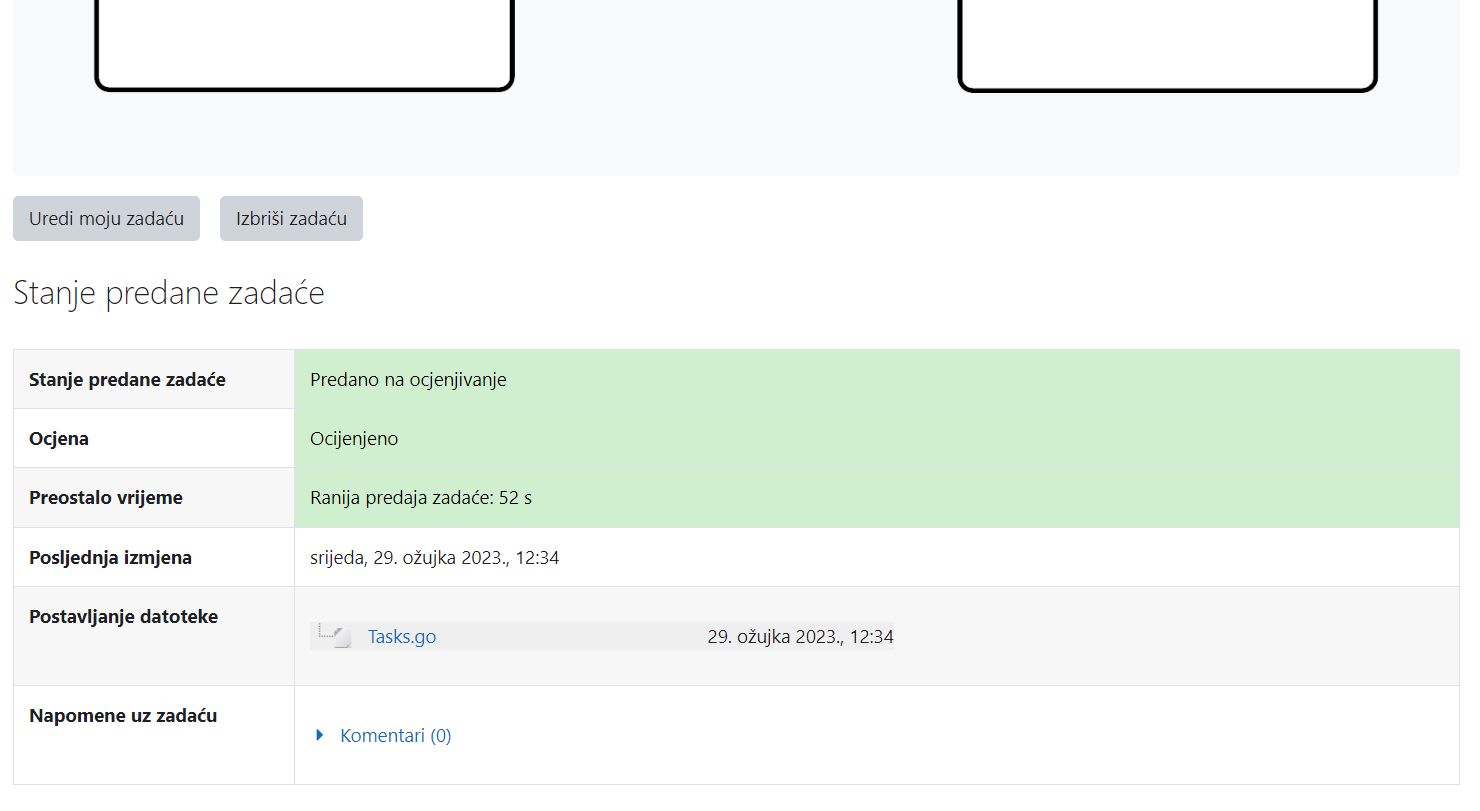 Uredi moju zadaću
Izbriši zadaću
Stanje predane zadaće
Stanje predane zadaće
Predano na ocjenjivanje
Ocjena
Ocijenjeno
Preostalo vrijeme
Ranija predaja zadaće: 52 s
Posljednja izmjena
srijeda, 29. ožujka 2023., 12:34
Postavljanje datoteke
Tasks.go
29. ožujka 2023., 12:34
Napomene uz zadaću
Komentari (0)